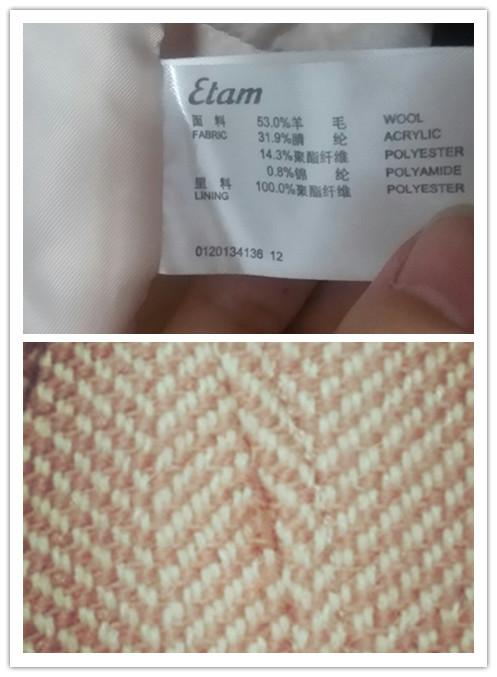 Etam
面 料 53.0%羊 毛 WOOL
FABRIC 31.9%腈 纶 ACRYLIC
14.3%聚酯纤维 POLYESTER
0.8%锦 纶 POLYAMIDE
里 料 100.0%聚酯纤维 POLYESTER
LINING
0120134136 12